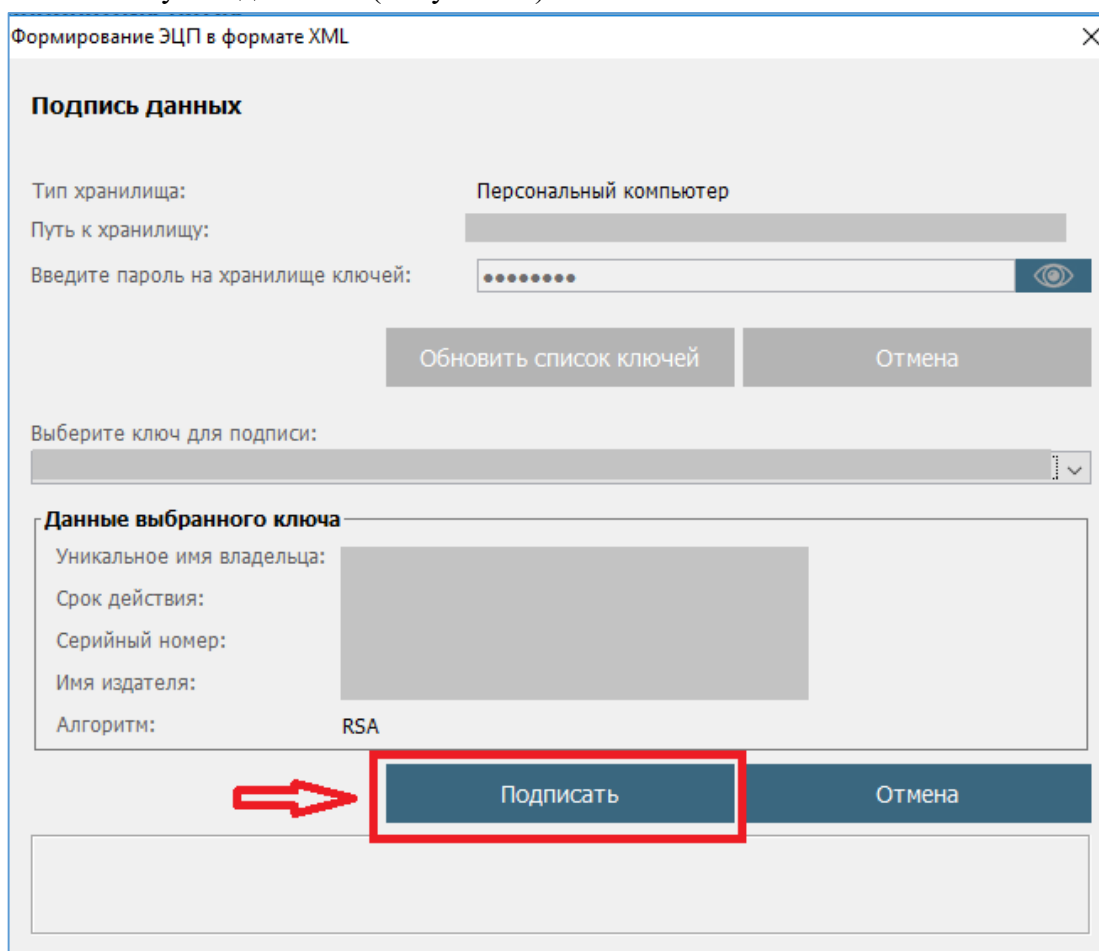 Формирование ЭЦП в формате XML
Подпись данных
Тип хранилища: Персональный компьютер
Путь к хранилищу:
Введите пароль на хранилище ключей: ••••••••
Обновить список ключей Отмена
Выберите ключ для подписи:
Данные выбранного ключа
Уникальное имя владельца:
Срок действия:
Серийный номер:
Имя издателя:
Алгоритм: RSA
Подписать Отмена